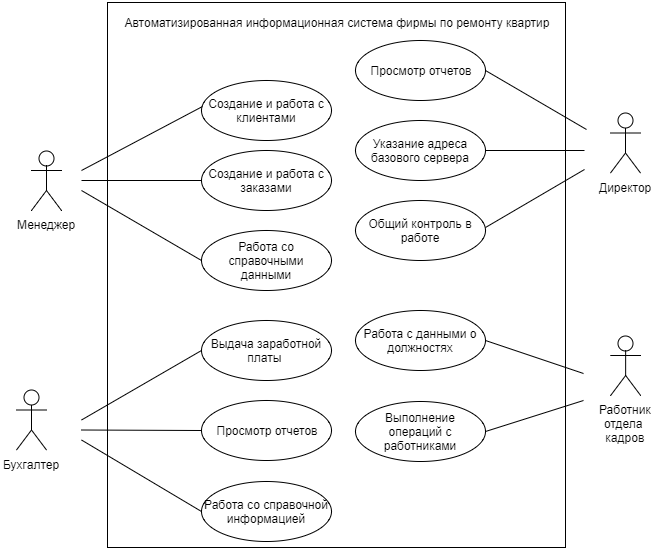 Автоматизированная информационная система фирмы по ремонту квартир
Просмотр отчетов
Создание и работа с
клиентами
Указание адреса
базового сервера
Создание и работа с
заказами
Директор
Менеджер
Общий контроль в
работе
Работа со
справочными
данными
Выдача заработной
платы
Работа с данными о
должностях
Работник
отдела
кадров
Просмотр отчетов
Выполнение
операций с
работниками
Бухгалтер
Работа со справочной
информацией